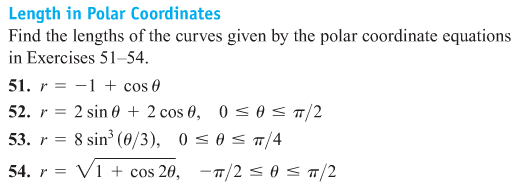 Length in Polar Coordinates
Find the lengths of the curves given by the polar coordinate equations
in Exercises 51–54.
51. r = −1 + cos θ
52. r = 2 sin θ + 2 cos θ, 0 ≤ θ ≤ π/2
53. r = 8 sin³ (θ/3), 0 ≤ θ ≤ π/4
54. r = √(1 + cos 2θ), −π/2 ≤ θ ≤ π/2